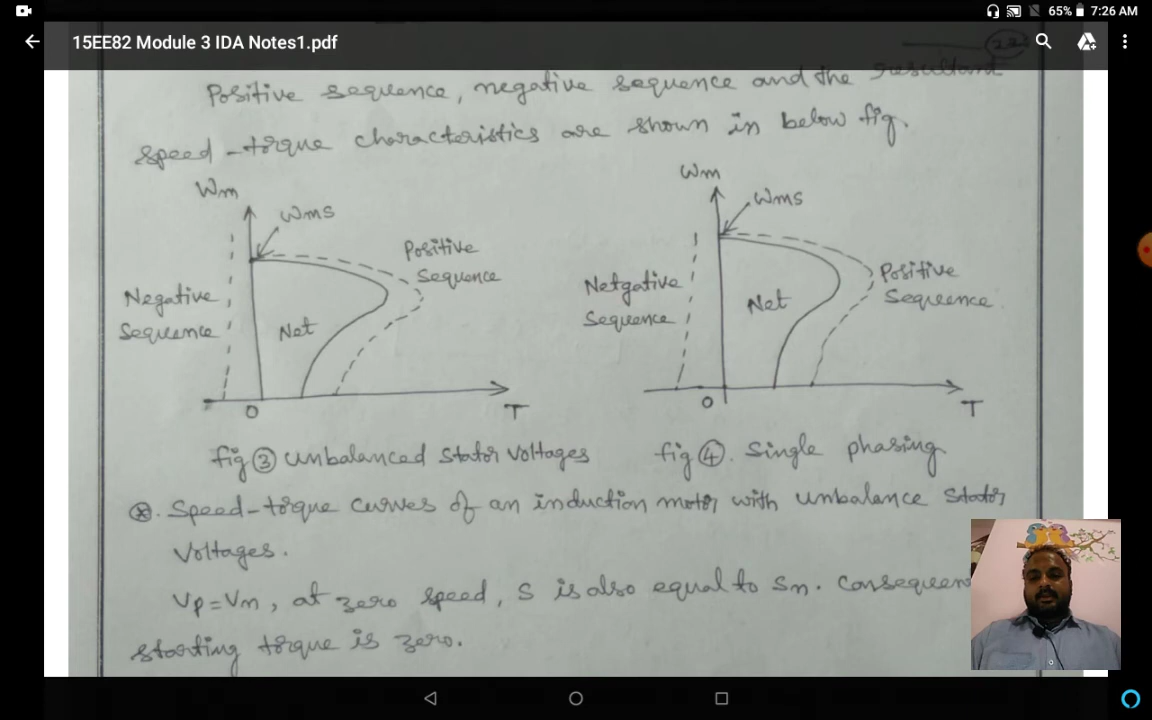 65% 7:26 AM
15EE82 Module 3 IDA Notes1.pdf
22
Positive sequence, negative sequence and the resultant
speed-torque characteristics are shown in below fig.
Wm
Wms
Positive
Sequence
Negative
Sequence
Net
O
T
fig ③ unbalanced stator voltages
Wm
Wms
Netgative
Sequence
Net
Positive
Sequence
O
T
fig ④. Single phasing
⊛. Speed-torque curves of an induction motor with unbalance stator
Voltages.
Vp=Vn, at zero speed, S is also equal to Sn. Consequen
starting torque is zero.